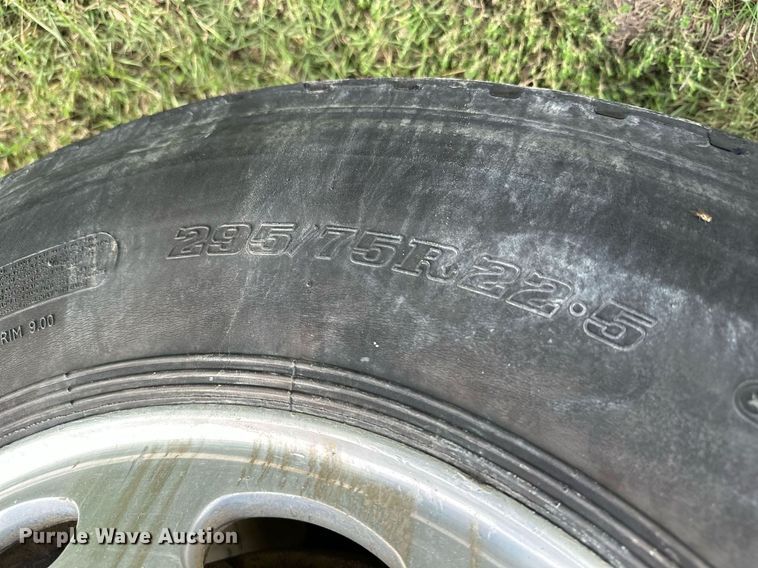 295/75R22.5
RIM 9.00
Purple Wave Auction